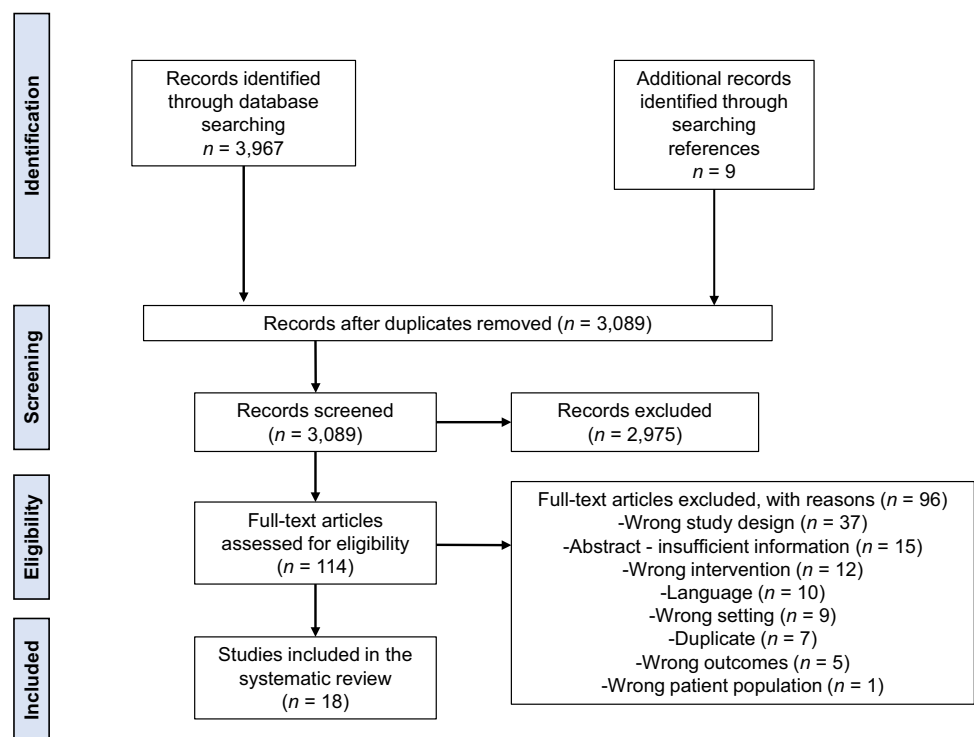 Identification
Records identified
through database
searching
n = 3,967
Additional records
identified through
searching
references
n = 9
Screening
Records after duplicates removed (n = 3,089)
Records screened
(n = 3,089)
Records excluded
(n = 2,975)
Eligibility
Full-text articles
assessed for eligibility
(n = 114)
Full-text articles excluded, with reasons (n = 96)
-Wrong study design (n = 37)
-Abstract - insufficient information (n = 15)
-Wrong intervention (n = 12)
-Language (n = 10)
-Wrong setting (n = 9)
-Duplicate (n = 7)
-Wrong outcomes (n = 5)
-Wrong patient population (n = 1)
Included
Studies included in the
systematic review
(n = 18)